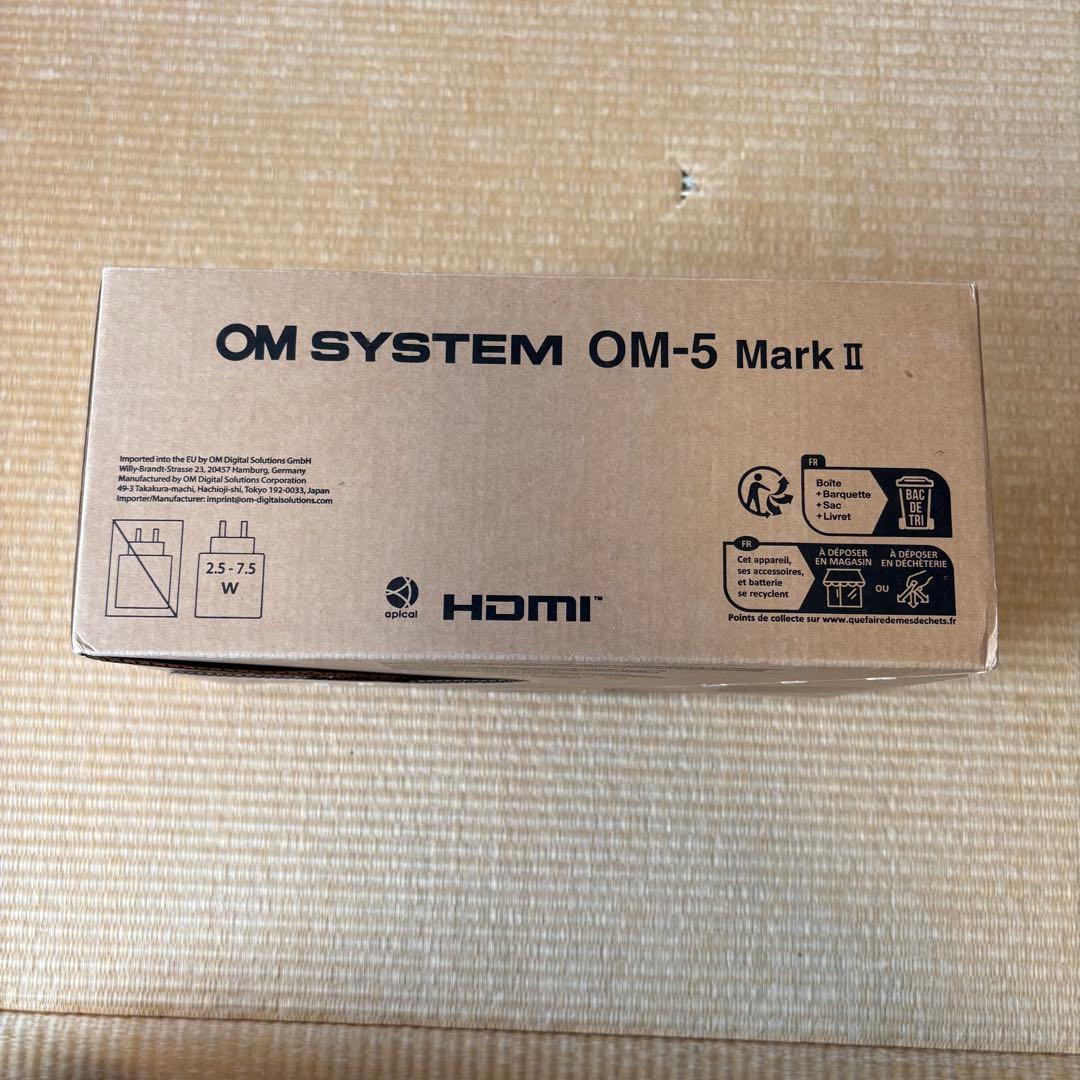 OM SYSTEM OM-5 Mark II
Imported into the EU by OM Digital Solutions GmbH
Willy-Brandt-Strasse 23, 20457 Hamburg, Germany
Manufactured by OM Digital Solutions Corporation
49-3 Takakura-machi, Hachioji-shi, Tokyo 192-0033, Japan
Importer/Manufacturer: imprint@om-digitalsolutions.com
2.5 - 7.5
W
apical
HDMI™
FR
Boîte
+Barquette
+Sac
+Livret
BAC
DE
TRI
FR
Cet appareil,
ses accessoires,
et batterie
se recyclent
À DÉPOSER
EN MAGASIN
OU
À DÉPOSER
EN DÉCHÈTERIE
Points de collecte sur www.quefairedemesdechets.fr